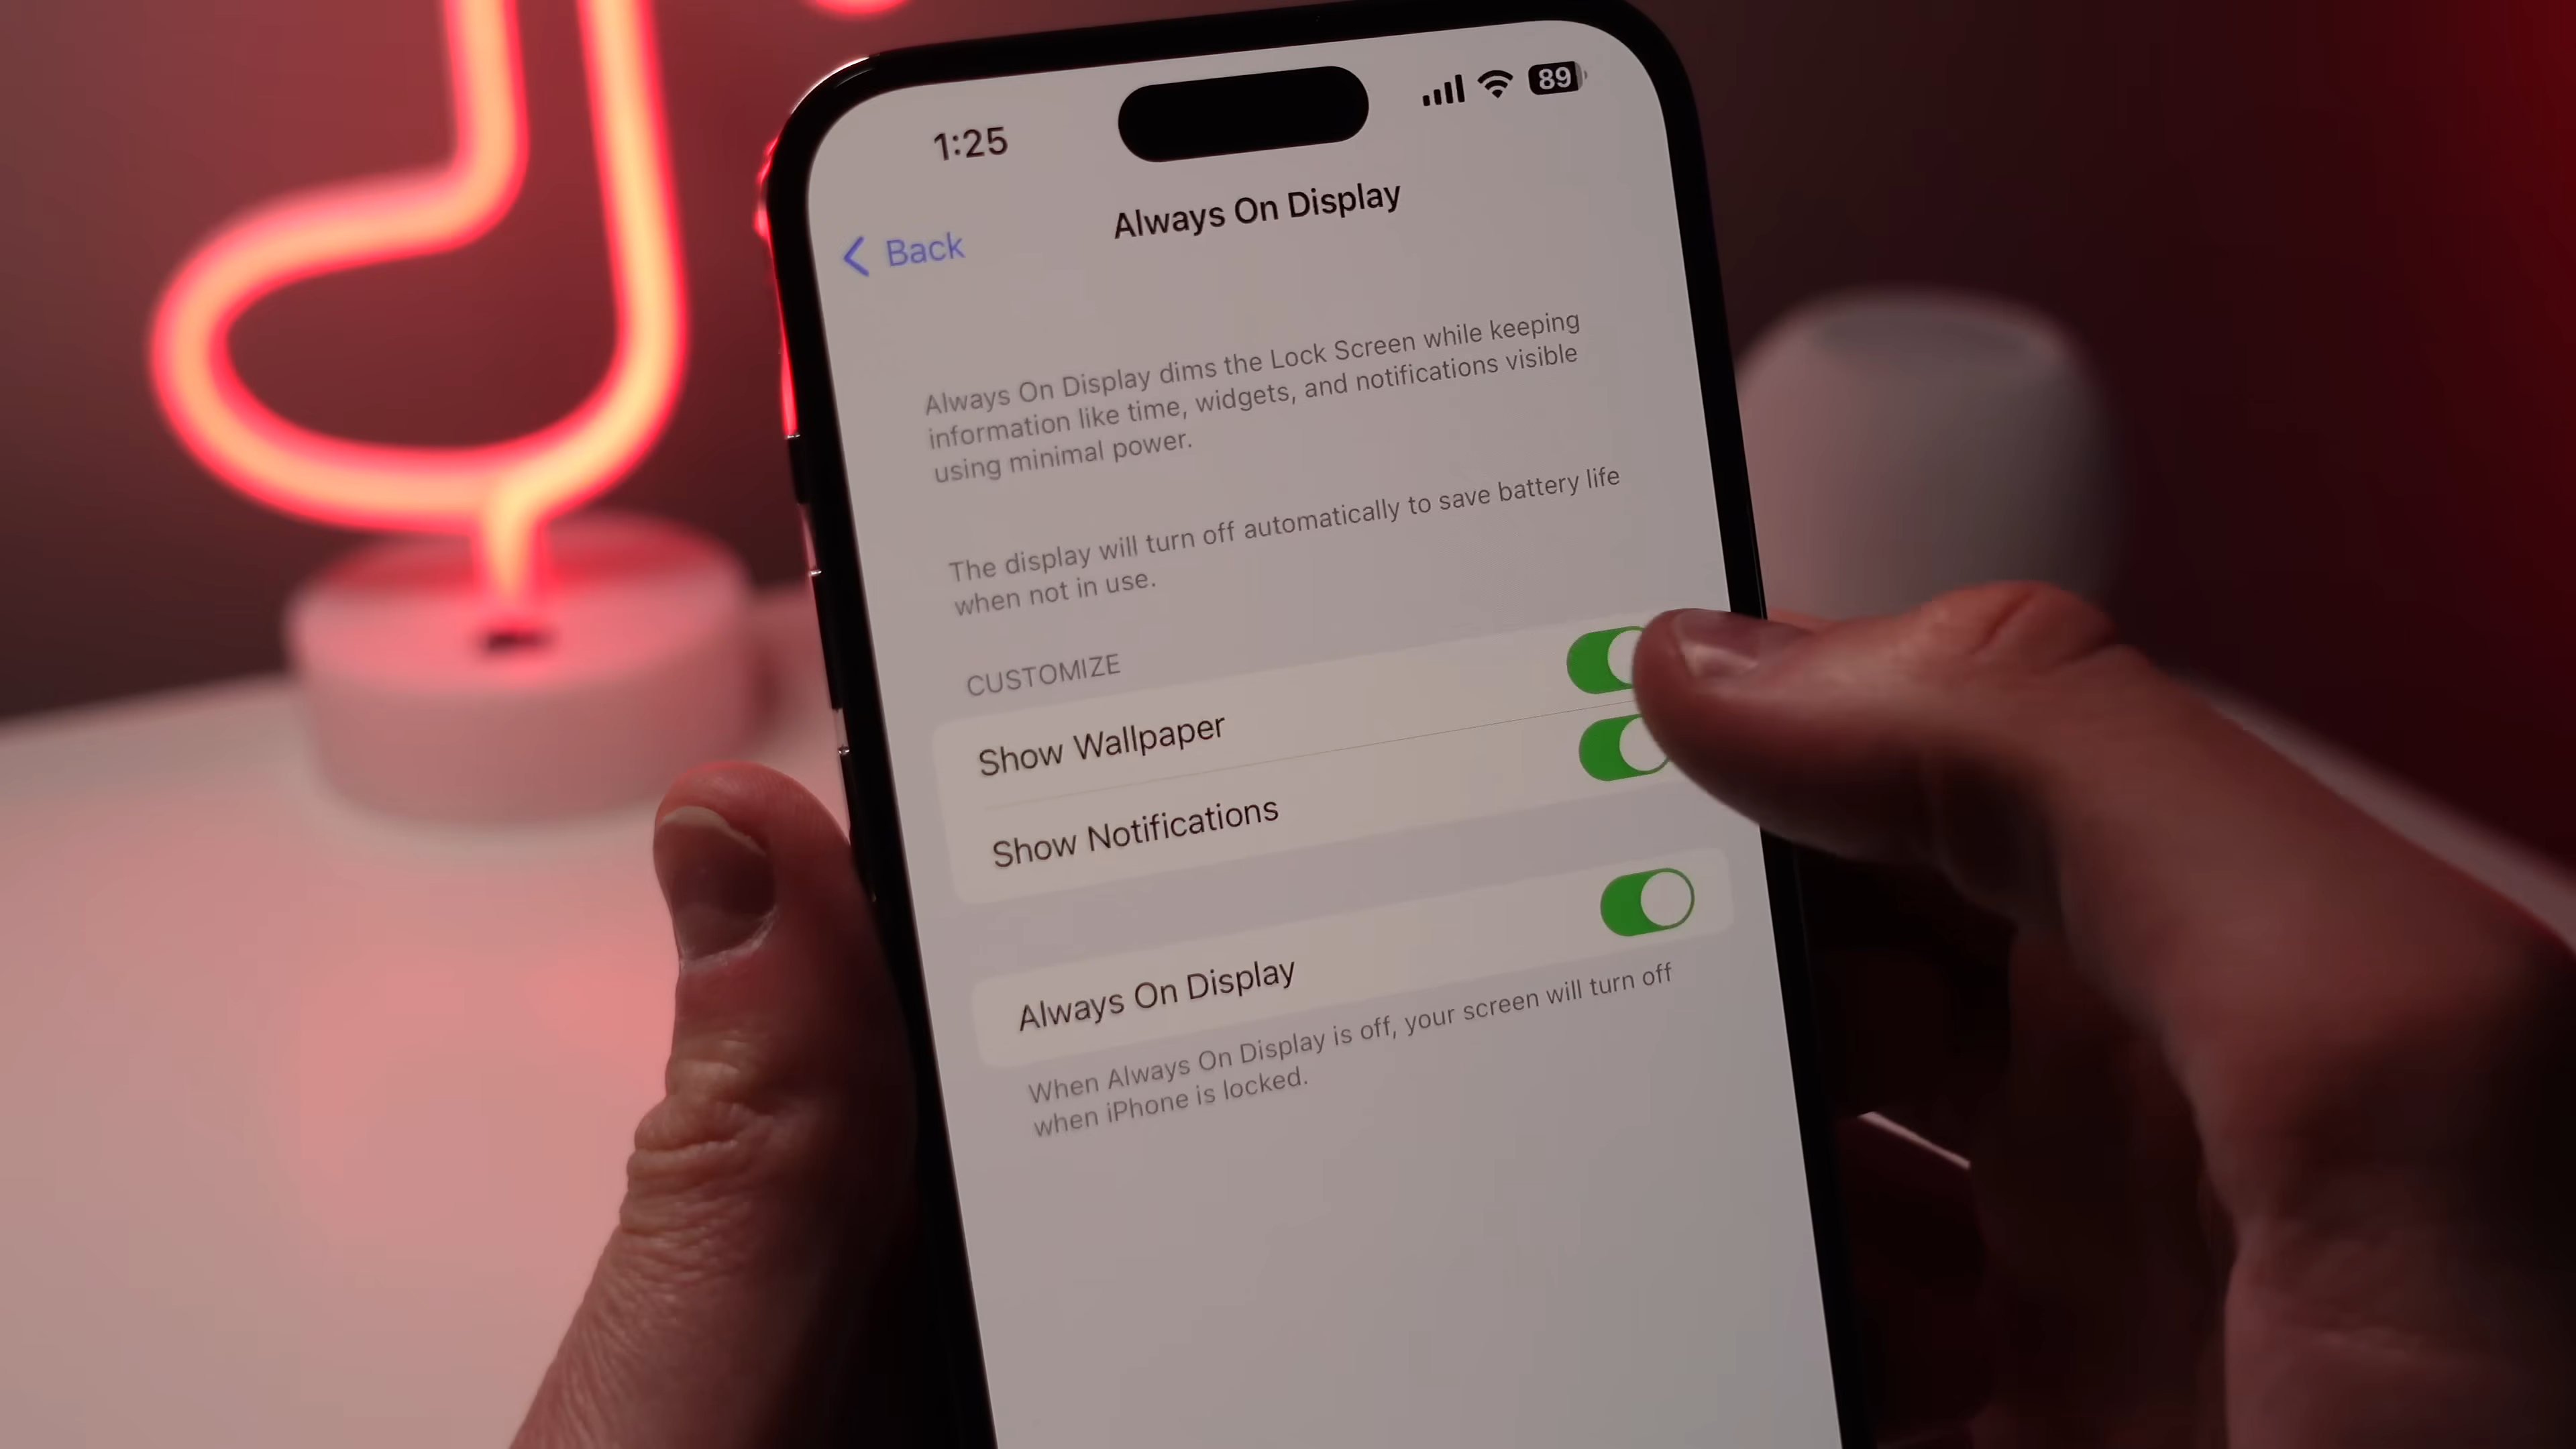 1:25
89
Back
Always On Display
Always On Display dims the Lock Screen while keeping
information like time, widgets, and notifications visible
using minimal power.
The display will turn off automatically to save battery life
when not in use.
CUSTOMIZE
Show Wallpaper
Show Notifications
Always On Display
When Always On Display is off, your screen will turn off
when iPhone is locked.